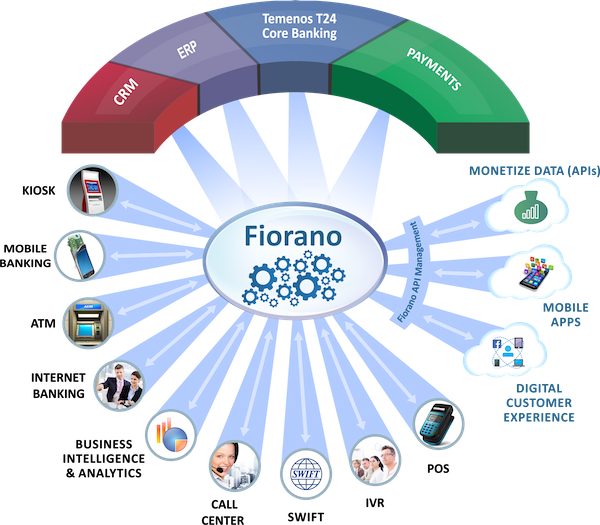 Temenos T24
Core Banking
ERP
PAYMENTS
CRM
KIOSK
MOBILE
BANKING
ATM
INTERNET
BANKING
BUSINESS
INTELLIGENCE
& ANALYTICS
CALL
CENTER
SWIFT
SWIFT
IVR
POS
Fiorano
Fiorano API Management
MONETIZE DATA (APIs)
MOBILE
APPS
DIGITAL
CUSTOMER
EXPERIENCE